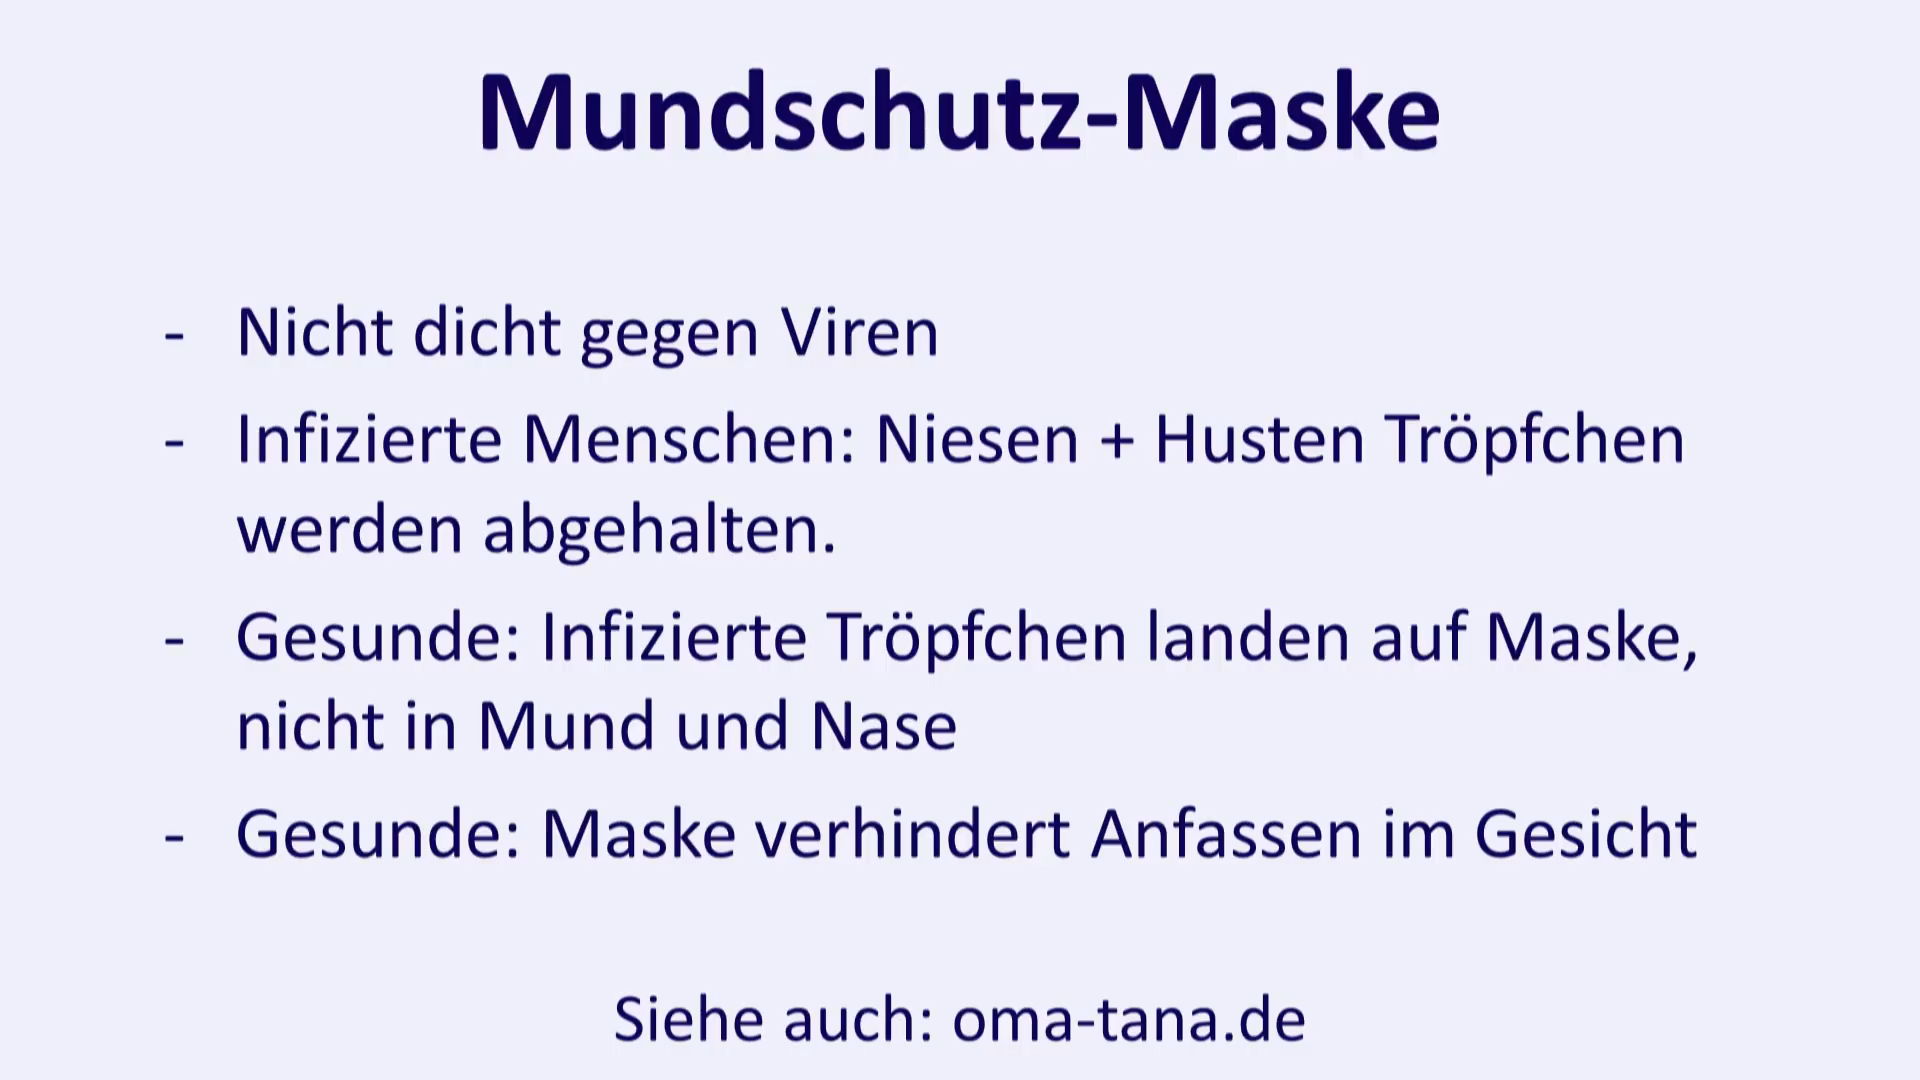 Mundschutz-Maske
- Nicht dicht gegen Viren
- Infizierte Menschen: Niesen + Husten Tröpfchen
werden abgehalten.
- Gesunde: Infizierte Tröpfchen landen auf Maske,
nicht in Mund und Nase
- Gesunde: Maske verhindert Anfassen im Gesicht
Siehe auch: oma-tana.de